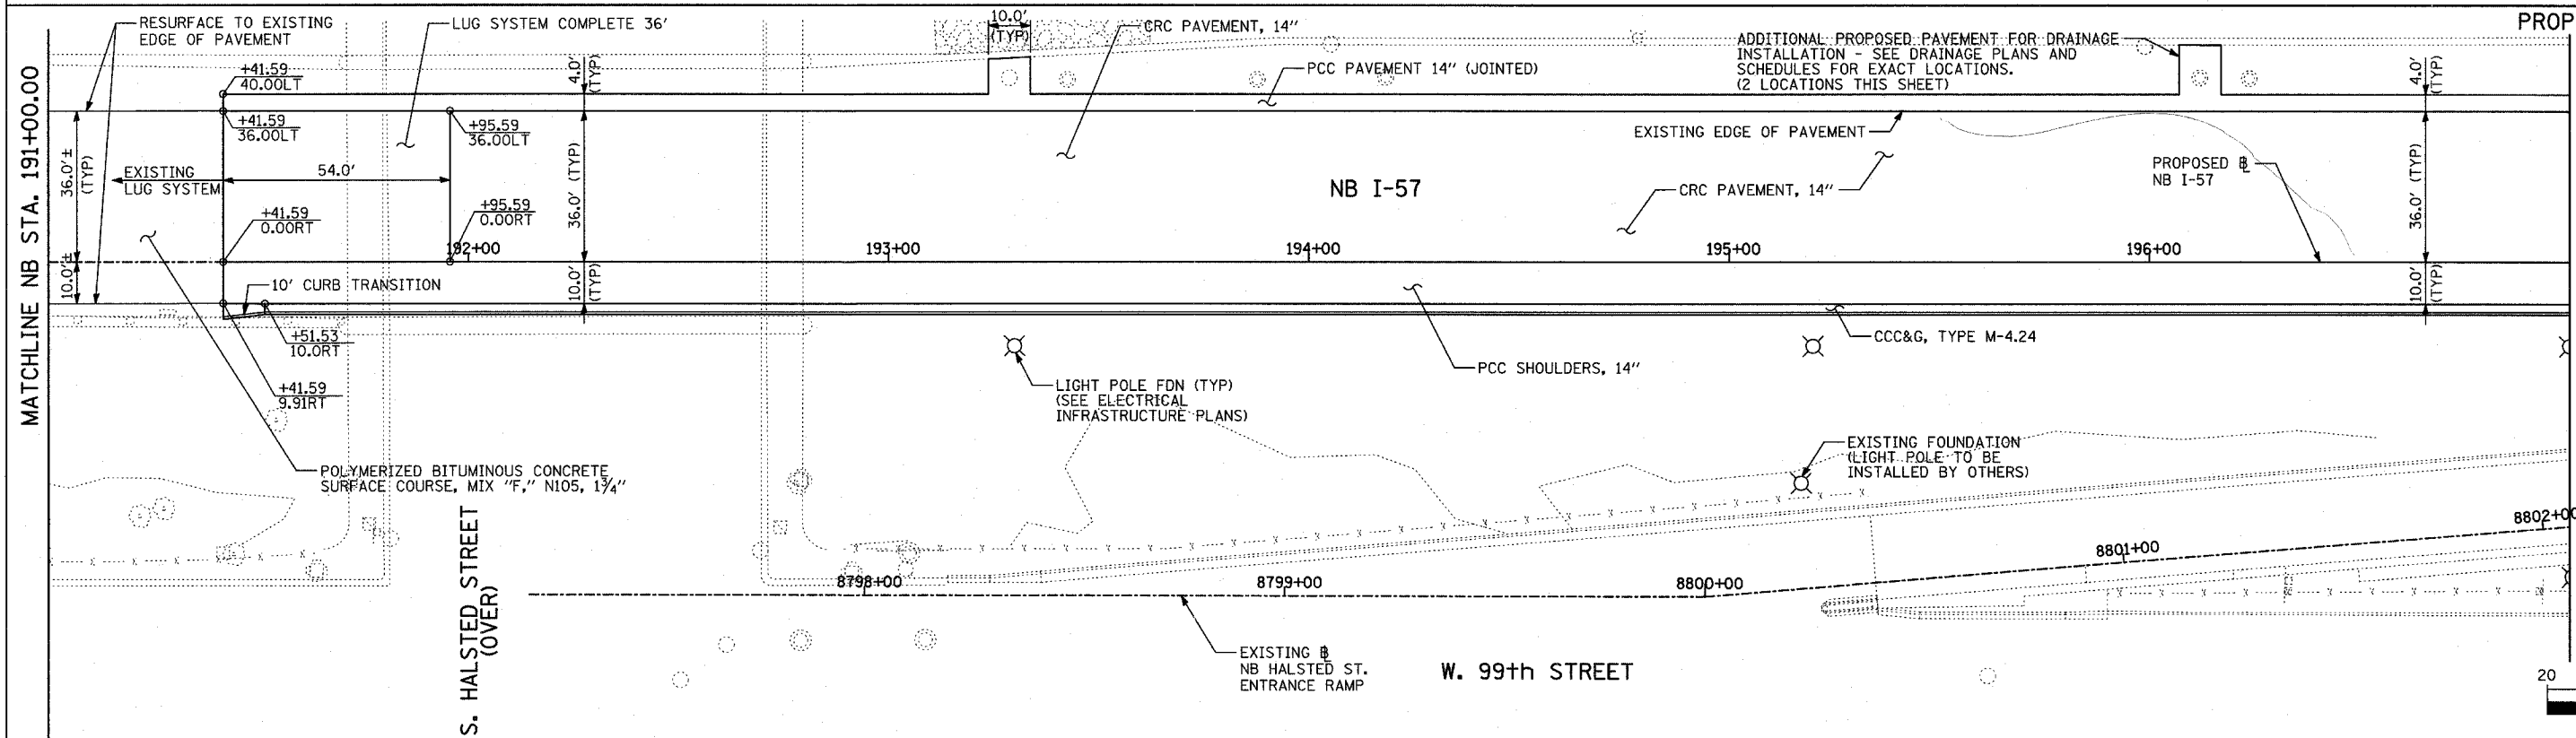 RESURFACE TO EXISTING
EDGE OF PAVEMENT
LUG SYSTEM COMPLETE 36'
10.0'
(TYP)
CRC PAVEMENT, 14"
PROP
PCC PAVEMENT 14" (JOINTED)
ADDITIONAL PROPOSED PAVEMENT FOR DRAINAGE
INSTALLATION - SEE DRAINAGE PLANS AND
SCHEDULES FOR EXACT LOCATIONS.
(2 LOCATIONS THIS SHEET)
4.0'
(TYP)
4.0'
(TYP)
MATCHLINE NB STA. 191+00.00
+41.59
40.00LT
+41.59
36.00LT
+95.59
36.00LT
36.0'±
(TYP)
EXISTING
LUG SYSTEM
54.0'
36.0' (TYP)
EXISTING EDGE OF PAVEMENT
NB I-57
CRC PAVEMENT, 14"
PROPOSED ℄
NB I-57
36.0' (TYP)
+41.59
0.00RT
+95.59
0.00RT
192+00
193+00
194+00
195+00
196+00
10.0'±
10' CURB TRANSITION
10.0'
(TYP)
10.0'
(TYP)
+51.53
10.0RT
+41.59
9.91RT
CCC&G, TYPE M-4.24
PCC SHOULDERS, 14"
LIGHT POLE FDN (TYP)
(SEE ELECTRICAL
INFRASTRUCTURE PLANS)
EXISTING FOUNDATION
(LIGHT POLE TO BE
INSTALLED BY OTHERS)
POLYMERIZED BITUMINOUS CONCRETE
SURFACE COURSE, MIX "F," N105, 1¾"
S. HALSTED STREET
(OVER)
8798+00
8799+00
8800+00
8801+00
8802+00
EXISTING ℄
NB HALSTED ST.
ENTRANCE RAMP
W. 99th STREET
20